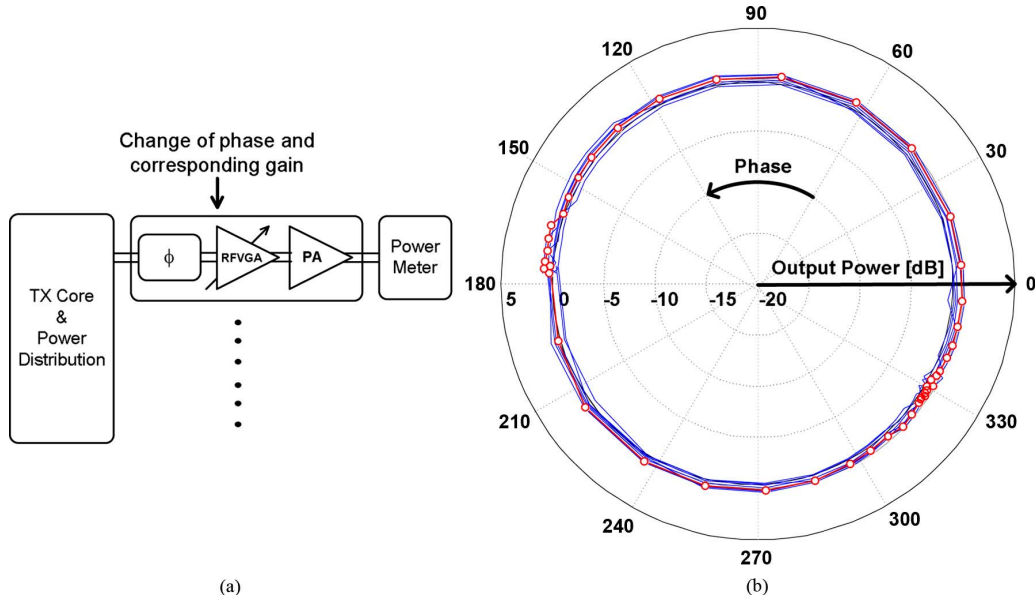 Change of phase and
corresponding gain
TX Core
&
Power
Distribution
ϕ
RFVGA
PA
Power
Meter
(a)
90
120
60
150
30
Phase
Output Power [dB]
180
0
5 0 -5 -10 -15 -20
210
330
240
300
270
(b)